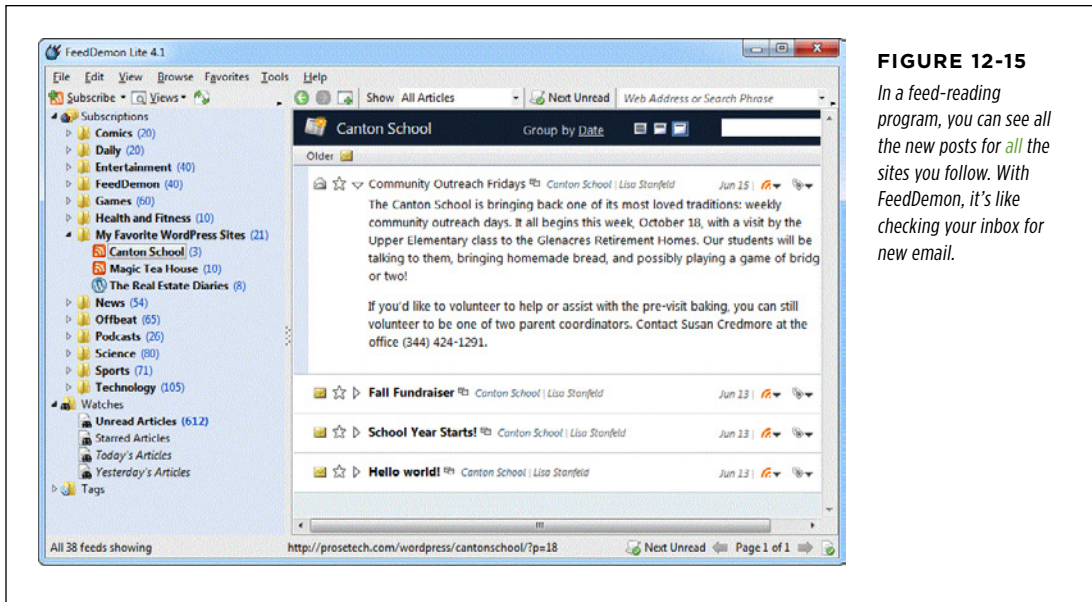 FeedDemon Lite 4.1
File Edit View Browse Favorites Tools Help
Subscribe Views Show All Articles Next Unread Web Address or Search Phrase
Subscriptions
Comics (20)
Daily (20)
Entertainment (40)
FeedDemon (40)
Games (60)
Health and Fitness (10)
My Favorite WordPress Sites (21)
Canton School (3)
Magic Tea House (10)
The Real Estate Diaries (8)
News (54)
Offbeat (65)
Podcasts (26)
Science (80)
Sports (71)
Technology (105)
Watches
Unread Articles (612)
Starred Articles
Today's Articles
Yesterday's Articles
Tags
Canton School Group by Date
Older
Community Outreach Fridays Canton School | Lisa Stanfeld Jun 15 |
The Canton School is bringing back one of its most loved traditions: weekly
community outreach days. It all begins this week, October 18, with a visit by the
Upper Elementary class to the Glenacres Retirement Homes. Our students will be
talking to them, bringing homemade bread, and possibly playing a game of bridg
or two!
If you'd like to volunteer to help or assist with the pre-visit baking, you can still
volunteer to be one of two parent coordinators. Contact Susan Credmore at the
office (344) 424-1291.
Fall Fundraiser Canton School | Lisa Stanfeld Jun 13 |
School Year Starts! Canton School | Lisa Stanfeld Jun 13 |
Hello world! Canton School | Lisa Stanfeld Jun 13 |
All 38 feeds showing http://prosetech.com/wordpress/cantonschool/?p=18 Next Unread Page 1 of 1
FIGURE 12-15
In a feed-reading
program, you can see all
the new posts for all the
sites you follow. With
FeedDemon, it's like
checking your inbox for
new email.